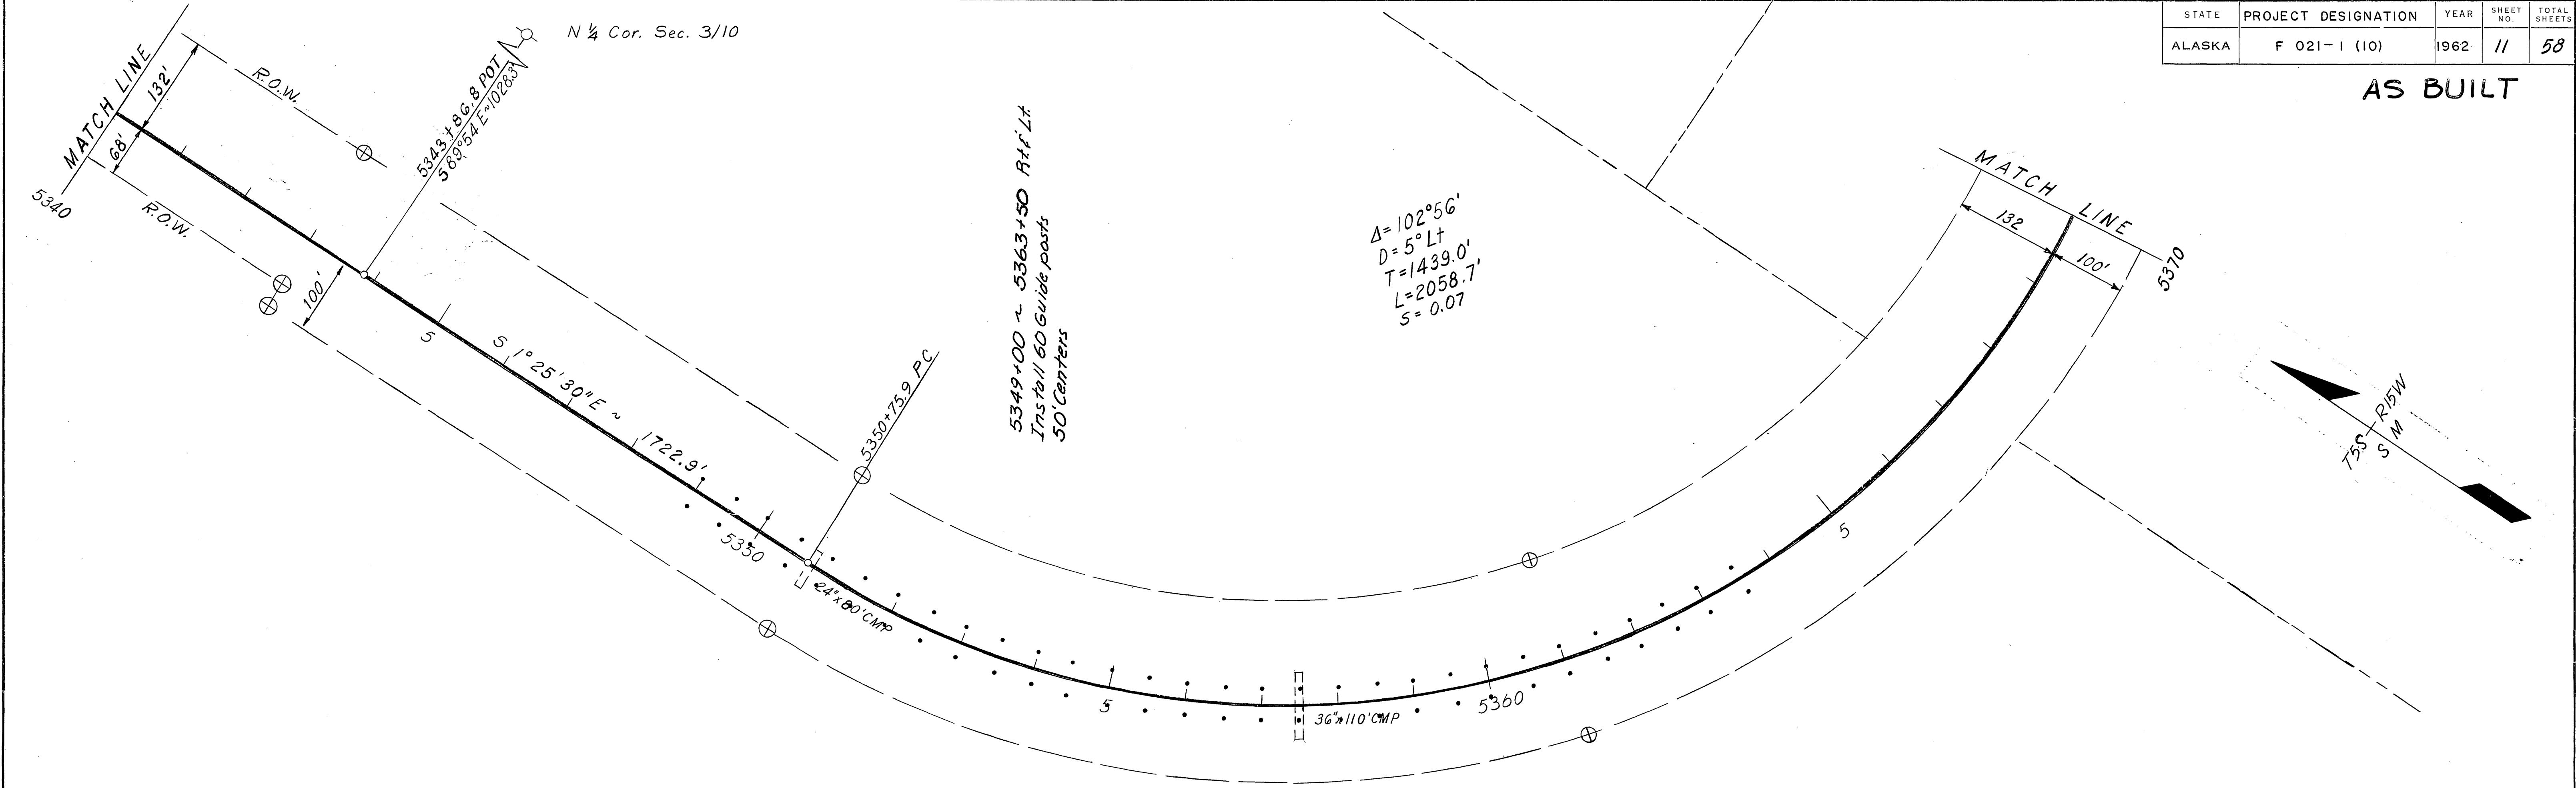 STATE PROJECT DESIGNATION YEAR SHEET NO. TOTAL SHEETS
ALASKA F 021-1 (10) 1962 11 58
AS BUILT
N ¼ Cor. Sec. 3/10
MATCH LINE
132'
68'
5340
R.O.W.
R.O.W.
5343+86.8 POT
S 89°54' E~1028.3'
100'
5
S 1° 25' 30" E ~ 1722.9'
5350
5350+75.9 PC
24"x80' CMP
5349+00 ~ 5363+50 Rt & Lt.
Install 60 Guide posts
50' Centers
5
36"x110' CMP
5360
5
Δ=102°56'
D=5° Lt
T=1439.0'
L=2058.7'
S=0.07
MATCH LINE
132
100'
5370
T5S R15W
S M